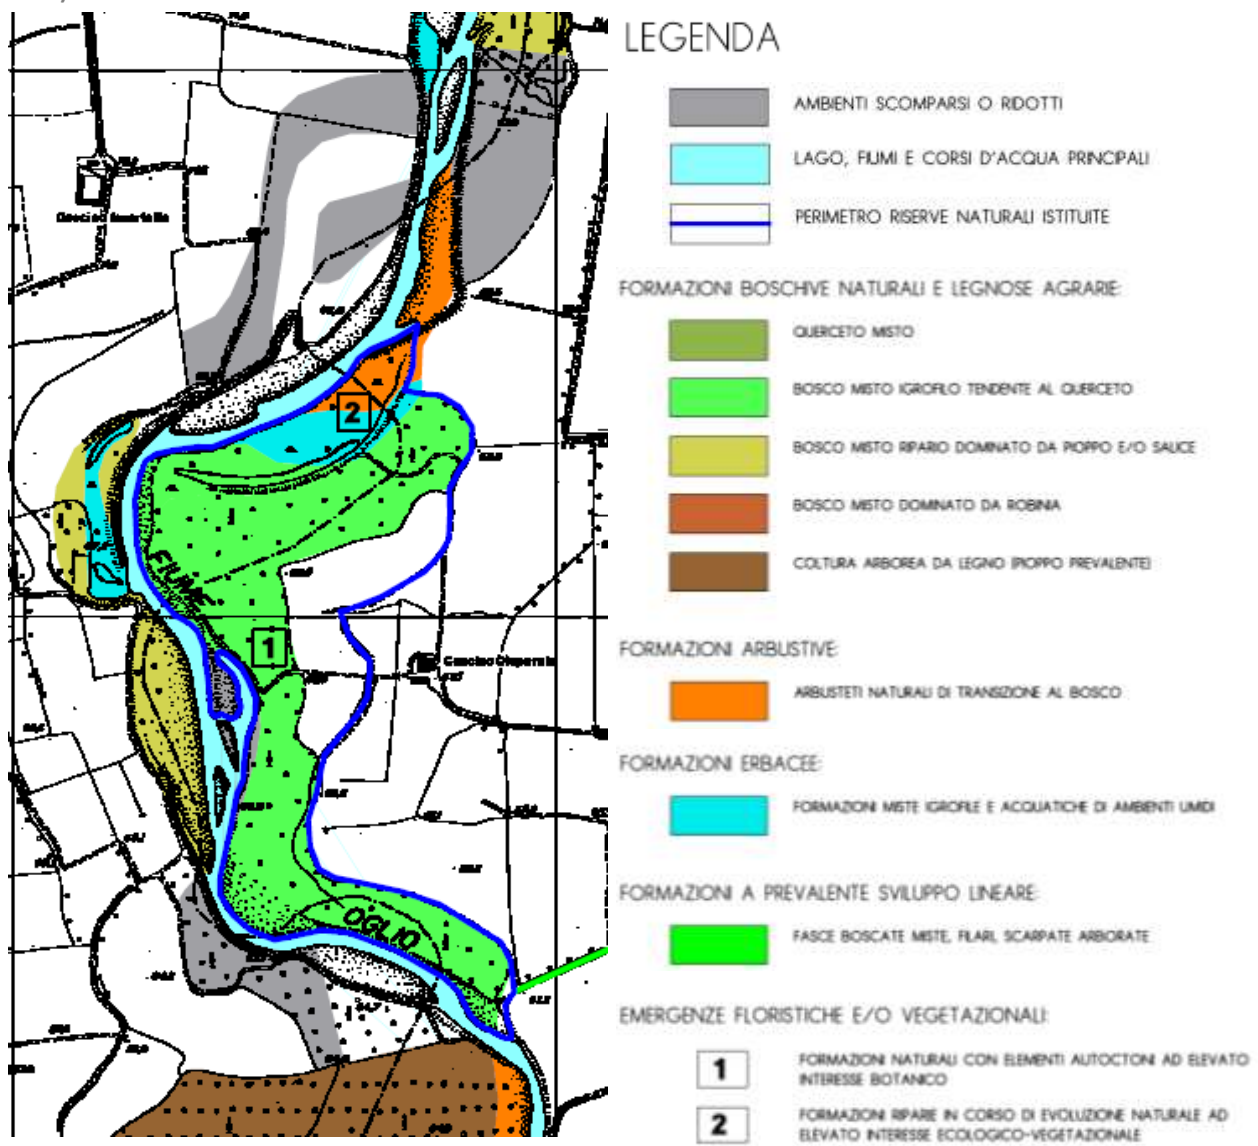 LEGENDA
AMBIENTI SCOMPARSI O RIDOTTI
LAGO, FIUMI E CORSI D'ACQUA PRINCIPALI
PERIMETRO RISERVE NATURALI ISTITUITE
FORMAZIONI BOSCHIVE NATURALI E LEGNOSE AGRARIE:
QUERCETO MISTO
BOSCO MISTO IGROFILO TENDENTE AL QUERCETO
BOSCO MISTO RIPARIO DOMINATO DA PIOPPO E/O SALICE
BOSCO MISTO DOMINATO DA ROBINIA
COLTURA ARBOREA DA LEGNO (PIOPPO PREVALENTE)
FORMAZIONI ARBUSTIVE:
ARBUSTETI NATURALI DI TRANSIZIONE AL BOSCO
FORMAZIONI ERBACEE:
FORMAZIONI MISTE IGROFILE E ACQUATICHE DI AMBIENTI UMIDI
FORMAZIONI A PREVALENTE SVILUPPO LINEARE:
FASCE BOSCATE MISTE, FILARI, SCARPATE ARBORATE
EMERGENZE FLORISTICHE E/O VEGETAZIONALI:
1 FORMAZIONI NATURALI CON ELEMENTI AUTOCTONI AD ELEVATO
INTERESSE BOTANICO
2 FORMAZIONI RIPARIE IN CORSO DI EVOLUZIONE NATURALE AD
ELEVATO INTERESSE ECOLOGICO-VEGETAZIONALE
2
FIUME
1
OGLIO